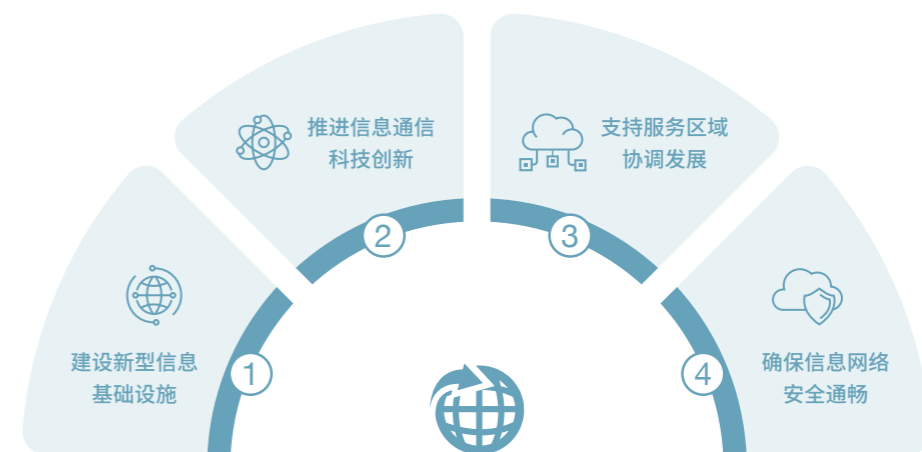 1
建设新型信息
基础设施
2
推进信息通信
科技创新
3
支持服务区域
协调发展
4
确保信息网络
安全通畅